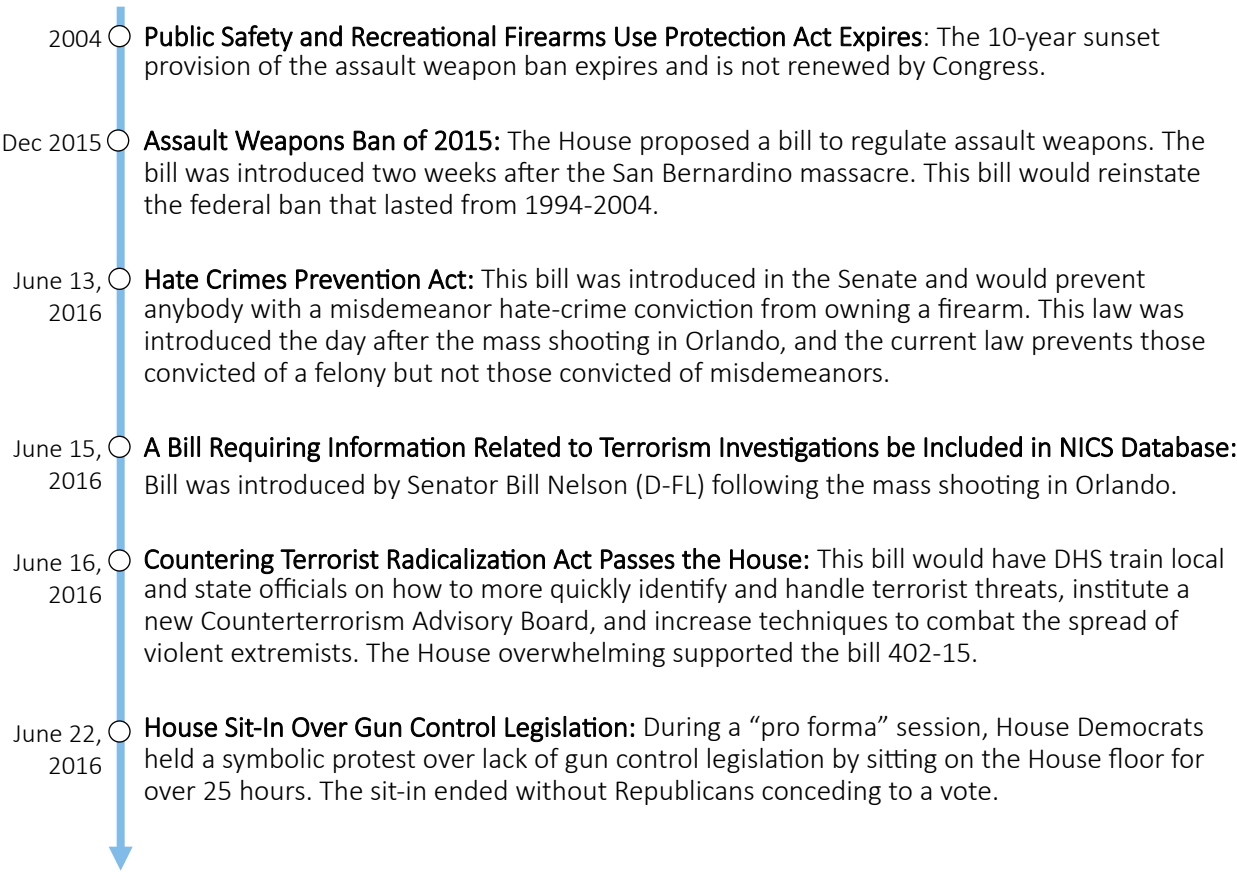 2004
Public Safety and Recreational Firearms Use Protection Act Expires: The 10-year sunset
provision of the assault weapon ban expires and is not renewed by Congress.
Dec 2015
Assault Weapons Ban of 2015: The House proposed a bill to regulate assault weapons. The
bill was introduced two weeks after the San Bernardino massacre. This bill would reinstate
the federal ban that lasted from 1994-2004.
June 13,
2016
Hate Crimes Prevention Act: This bill was introduced in the Senate and would prevent
anybody with a misdemeanor hate-crime conviction from owning a firearm. This law was
introduced the day after the mass shooting in Orlando, and the current law prevents those
convicted of a felony but not those convicted of misdemeanors.
June 15,
2016
A Bill Requiring Information Related to Terrorism Investigations be Included in NICS Database:
Bill was introduced by Senator Bill Nelson (D-FL) following the mass shooting in Orlando.
June 16,
2016
Countering Terrorist Radicalization Act Passes the House: This bill would have DHS train local
and state officials on how to more quickly identify and handle terrorist threats, institute a
new Counterterrorism Advisory Board, and increase techniques to combat the spread of
violent extremists. The House overwhelming supported the bill 402-15.
June 22,
2016
House Sit-In Over Gun Control Legislation: During a “pro forma” session, House Democrats
held a symbolic protest over lack of gun control legislation by sitting on the House floor for
over 25 hours. The sit-in ended without Republicans conceding to a vote.